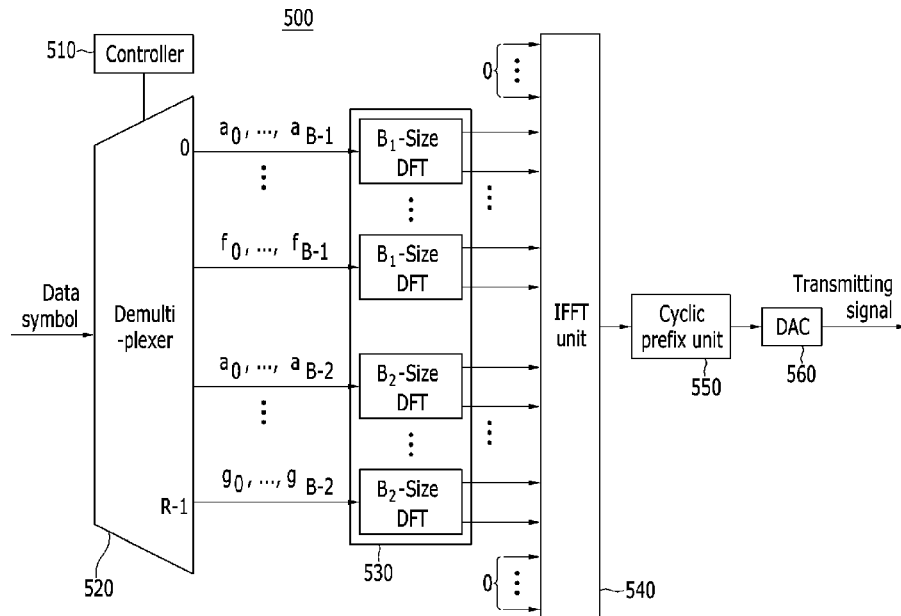 500
510
Controller
0
a0, ..., aB-1
B1-Size
DFT
f0, ..., fB-1
B1-Size
DFT
Data
symbol
Demulti
-plexer
IFFT
unit
Cyclic
prefix unit
550
DAC
560
Transmitting
signal
a0, ..., aB-2
B2-Size
DFT
g0, ..., gB-2
R-1
B2-Size
DFT
0
0
520
530
540